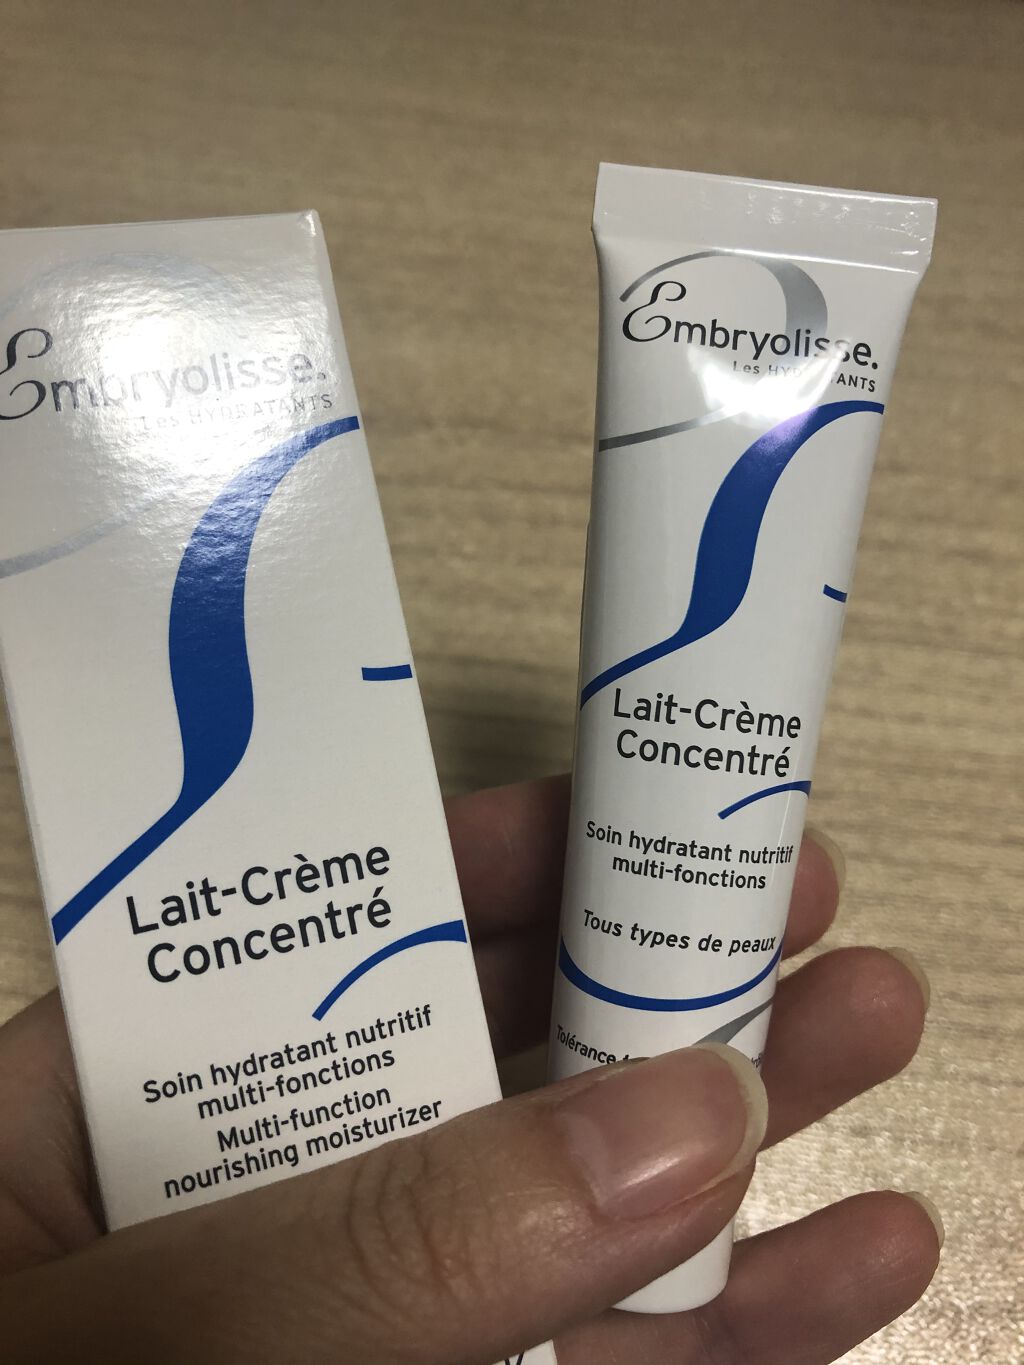 Embryolisse.
Les HYDRATANTS
Lait-Crème
Concentré
Soin hydratant nutritif
multi-fonctions
Multi-function
nourishing moisturizer
Embryolisse.
Les HYDRATANTS
Lait-Crème
Concentré
Soin hydratant nutritif
multi-fonctions
Tous types de peaux
Tolérance